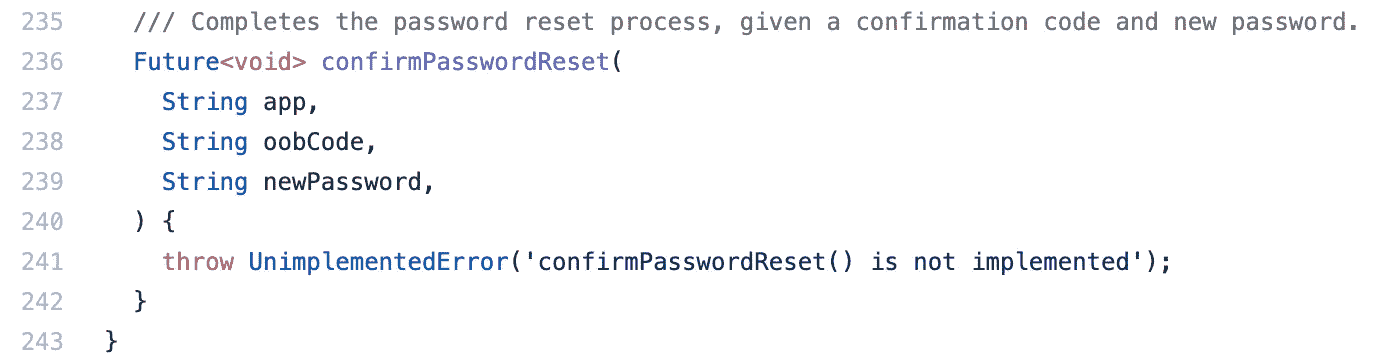 235 /// Completes the password reset process, given a confirmation code and new password.
236 Future<void> confirmPasswordReset(
237 String app,
238 String oobCode,
239 String newPassword,
240 ) {
241 throw UnimplementedError('confirmPasswordReset() is not implemented');
242 }
243 }